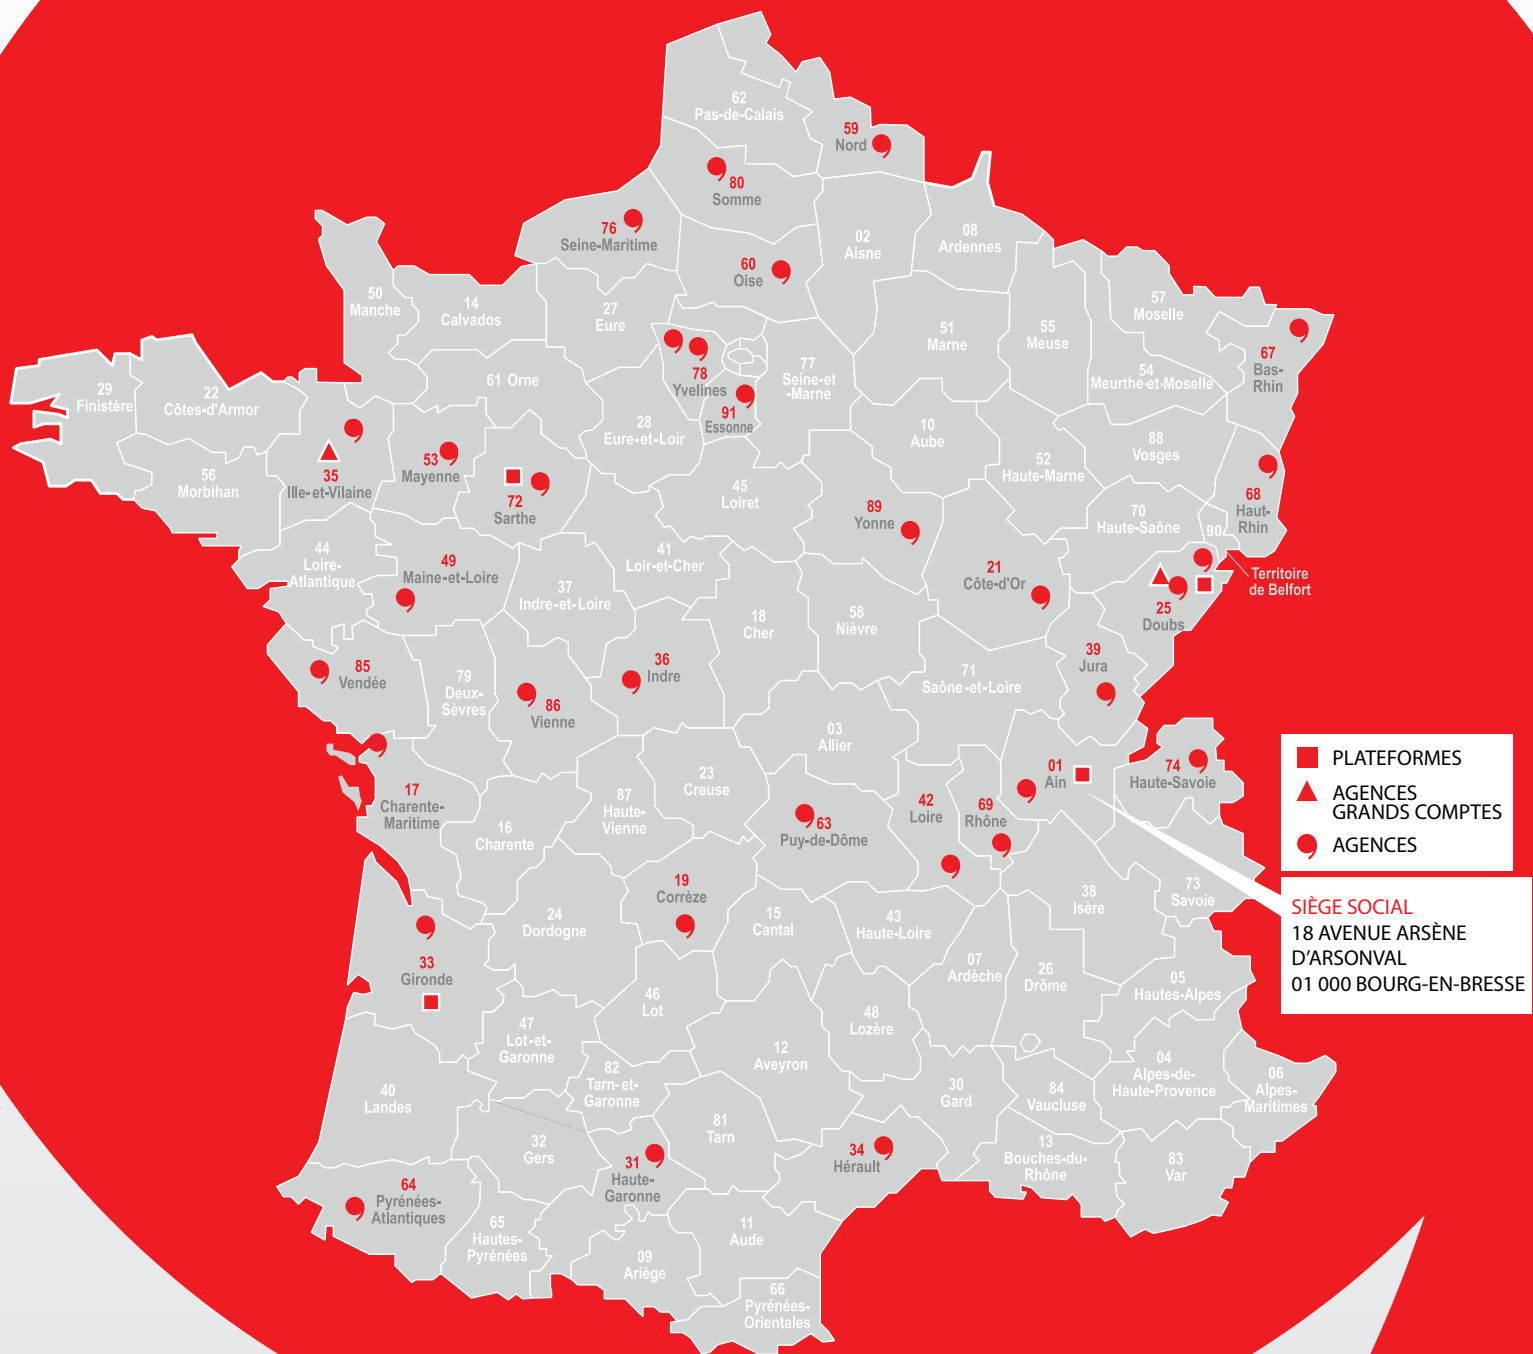 62
Pas-de-Calais
59
Nord
80
Somme
76
Seine-Maritime
02
Aisne
08
Ardennes
60
Oise
50
Manche
14
Calvados
27
Eure
57
Moselle
51
Marne
55
Meuse
67
Bas-
Rhin
77
Seine-et
-Marne
78
Yvelines
54
Meurthe-et-Moselle
61 Orne
29
Finistère
22
Côtes-d'Armor
91
Essonne
28
Eure-et-Loir
10
Aube
88
Vosges
52
Haute-Marne
53
Mayenne
35
Ille-et-Vilaine
56
Morbihan
72
Sarthe
45
Loiret
89
Yonne
68
Haut-
Rhin
70
Haute-Saône
90
44
Loire-
Atlantique
49
Maine-et-Loire
41
Loir-et-Cher
21
Côte-d'Or
Territoire
de Belfort
37
Indre-et-Loire
18
Cher
58
Nièvre
25
Doubs
39
Jura
85
Vendée
79
Deux-
Sèvres
86
Vienne
36
Indre
71
Saône-et-Loire
03
Allier
01
Ain
74
Haute-Savoie
23
Creuse
17
Charente-
Maritime
87
Haute-
Vienne
16
Charente
63
Puy-de-Dôme
42
Loire
69
Rhône
PLATEFORMES
AGENCES
GRANDS COMPTES
AGENCES
19
Corrèze
38
Isère
73
Savoie
SIÈGE SOCIAL
18 AVENUE ARSÈNE
D’ARSONVAL
01 000 BOURG-EN-BRESSE
24
Dordogne
15
Cantal
43
Haute-Loire
33
Gironde
07
Ardèche
26
Drôme
05
Hautes-Alpes
46
Lot
47
Lot-et-
Garonne
48
Lozère
12
Aveyron
82
Tarn-et-
Garonne
40
Landes
30
Gard
84
Vaucluse
04
Alpes-de-
Haute-Provence
06
Alpes-
Maritimes
81
Tarn
32
Gers
34
Hérault
13
Bouches-du-
Rhône
83
Var
31
Haute-
Garonne
64
Pyrénées-
Atlantiques
65
Hautes-
Pyrénées
11
Aude
09
Ariège
66
Pyrénées-
Orientales